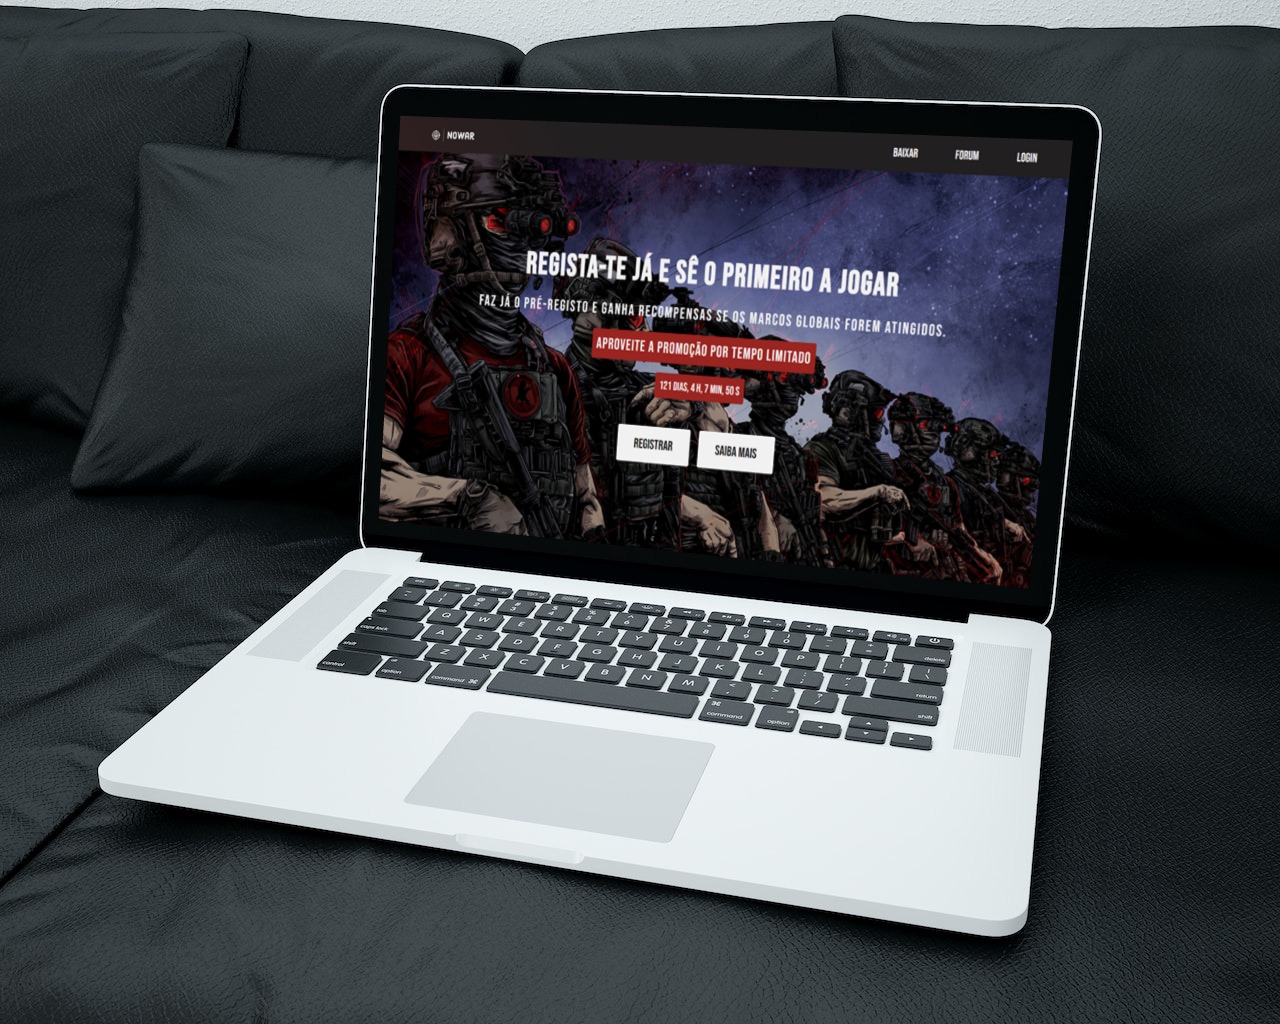 NOWAR
BAIXAR FORUM LOGIN
REGISTA-TE JÁ E SÊ O PRIMEIRO A JOGAR
FAZ JÁ O PRÉ-REGISTO E GANHA RECOMPENSAS SE OS MARCOS GLOBAIS FOREM ATINGIDOS.
APROVEITE A PROMOÇÃO POR TEMPO LIMITADO
121 DIAS, 4 H, 7 MIN, 50 S
REGISTRAR SAIBA MAIS
esc
delete
tab Q W E R T Y U I O P
caps lock A S D F G H J K L return
shift Z X C V B N M shift
control option command command option